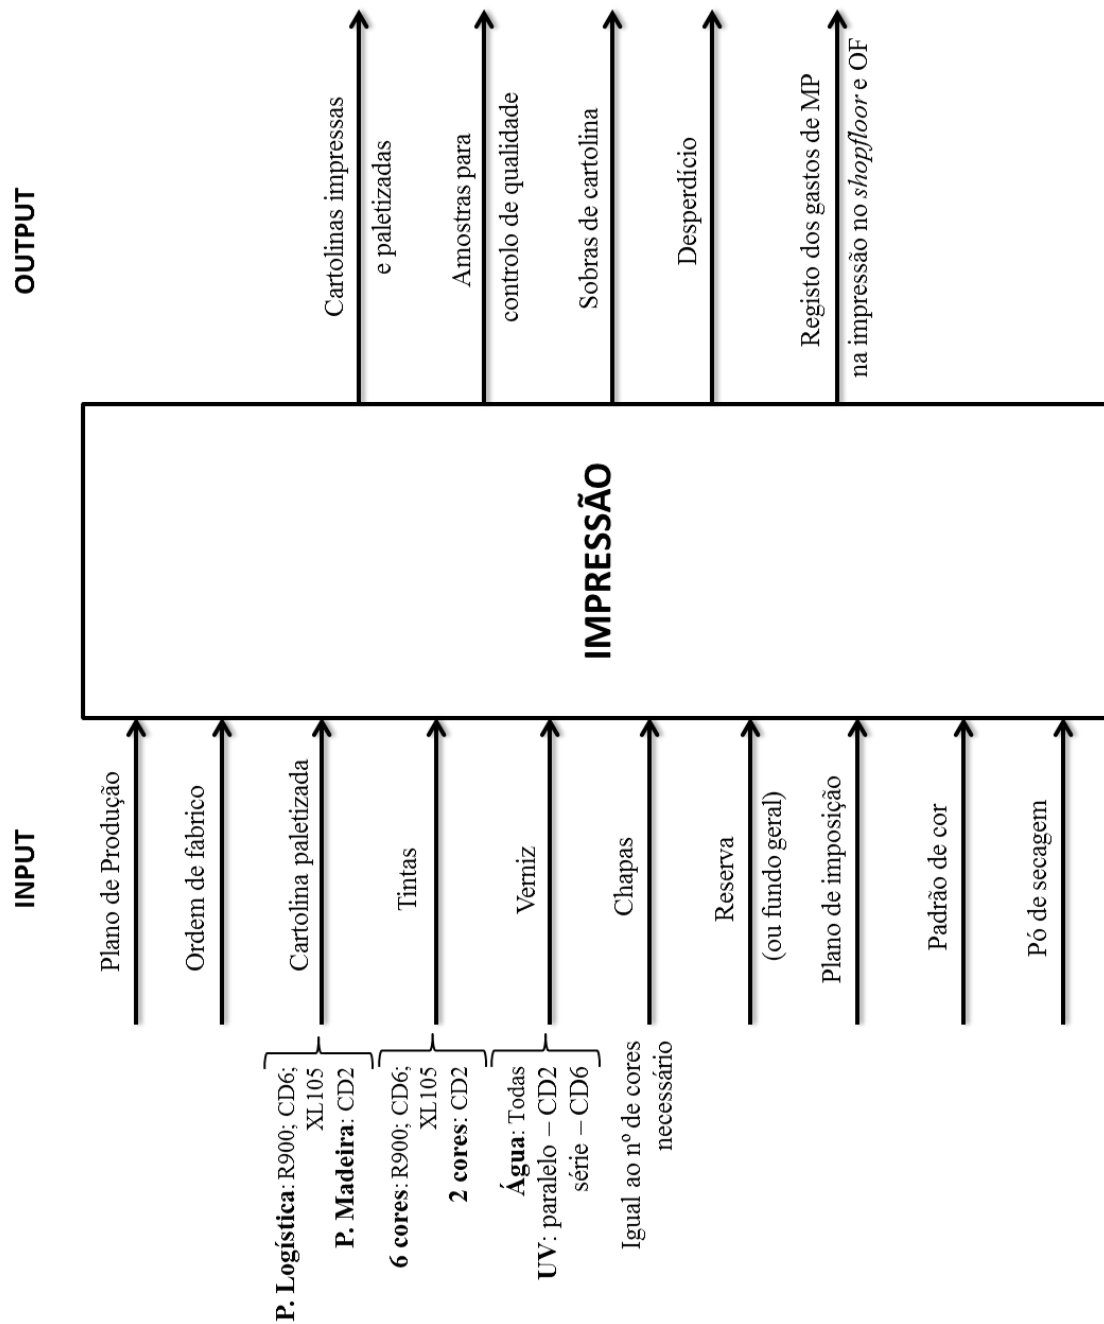 INPUT
OUTPUT
Plano de Produção
Ordem de fabrico
P. Logística: R900; CD6;
XL105
P. Madeira: CD2
Cartolina paletizada
6 cores: R900; CD6;
XL105
2 cores: CD2
Tintas
Água: Todas
UV: paralelo – CD2
série – CD6
Verniz
Igual ao nº de cores
necessário
Chapas
Reserva
(ou fundo geral)
Plano de imposição
Padrão de cor
Pó de secagem
IMPRESSÃO
Cartolinas impressas
e paletizadas
Amostras para
controlo de qualidade
Sobras de cartolina
Desperdício
Registo dos gastos de MP
na impressão no shopfloor e OF